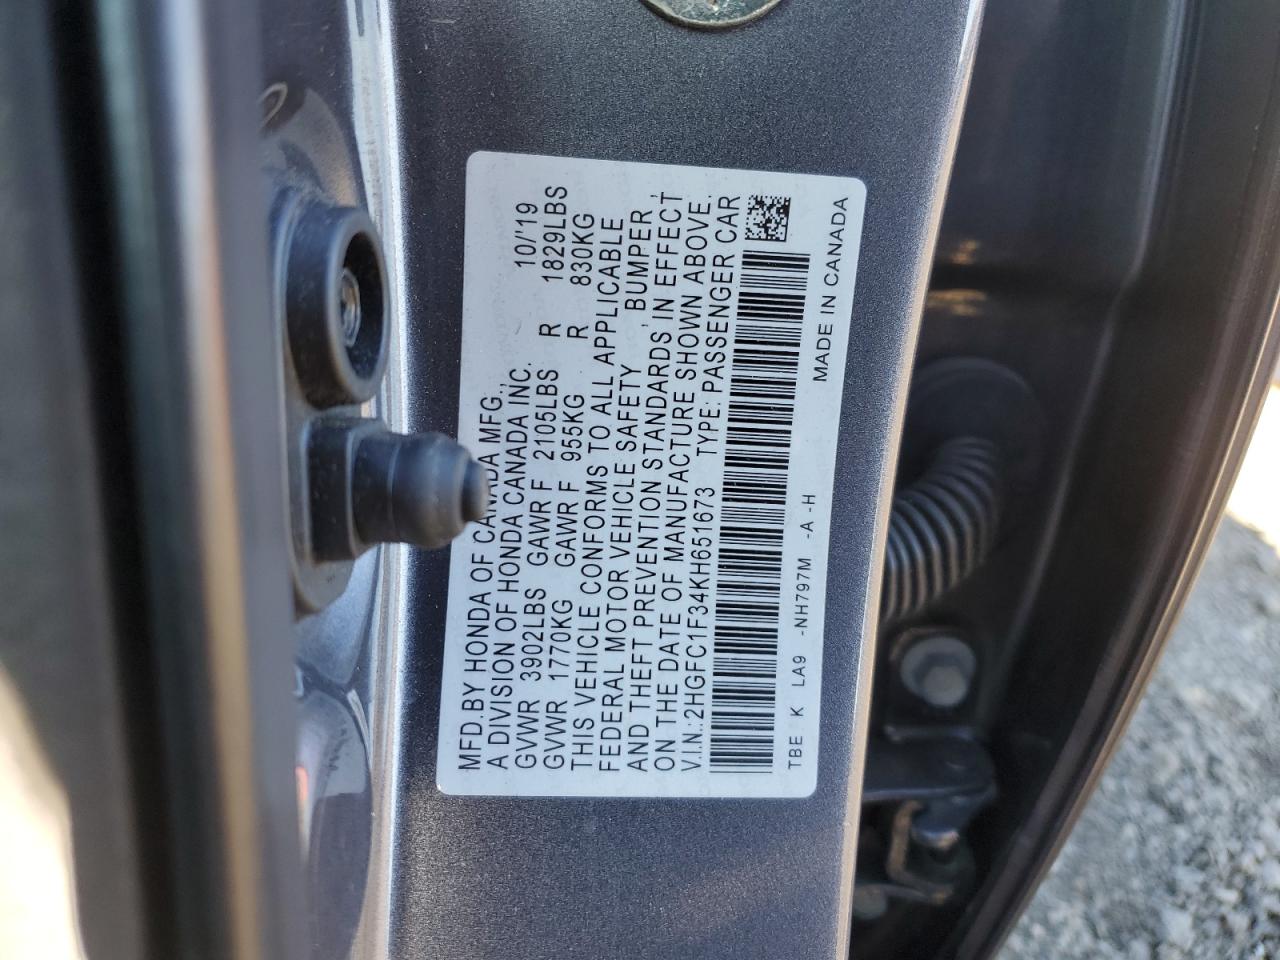 MFD.BY HONDA OF CANADA MFG.,
A DIVISION OF HONDA CANADA INC. 10/'19
GVWR 3902LBS GAWR F 2105LBS R 1829LBS
GVWR 1770KG GAWR F 955KG R 830KG
THIS VEHICLE CONFORMS TO ALL APPLICABLE
FEDERAL MOTOR VEHICLE SAFETY, BUMPER,
AND THEFT PREVENTION STANDARDS, IN EFFECT
ON THE DATE OF MANUFACTURE SHOWN ABOVE.
V.I.N.:2HGFC1F34KH651673 TYPE:PASSENGER CAR
TBE K LA9 -NH797M -A-H
MADE IN CANADA